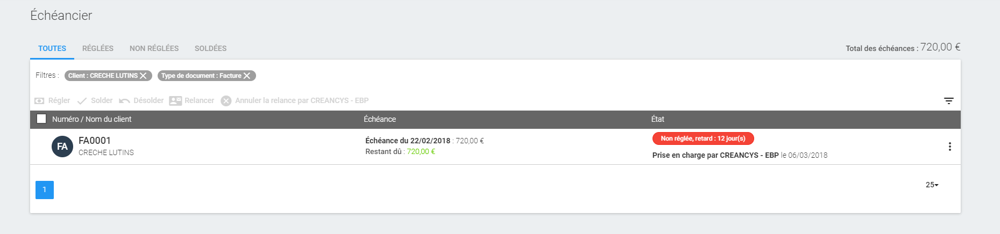 Échéancier
TOUTES RÉGLÉES NON RÉGLÉES SOLDÉES
Total des échéances : 720,00 €
Filtres : Client : CRECHE LUTINS Type de document : Facture
Régler Solder Désolder Relancer Annuler la relance par CREANCYS - EBP
Numéro / Nom du client Échéance État
FA FA0001
CRECHE LUTINS
Échéance du 22/02/2018 : 720,00 €
Restant dû : 720,00 €
Non réglée, retard : 12 jour(s)
Prise en charge par CREANCYS - EBP le 06/03/2018
1
25